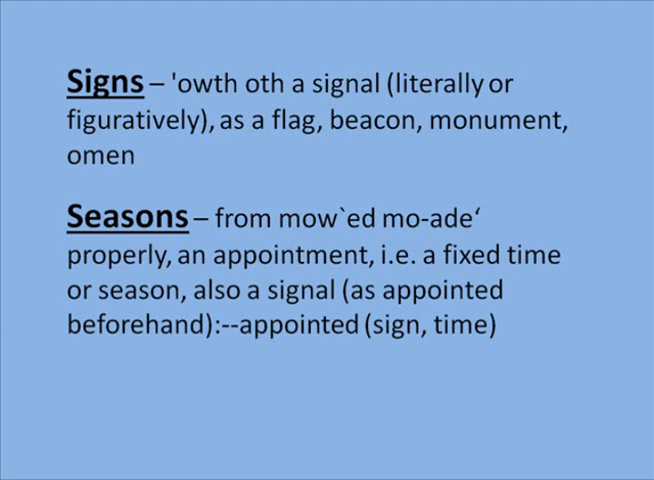 Signs – 'owth oth a signal (literally or
figuratively), as a flag, beacon, monument,
omen
Seasons – from mow`ed mo-ade‘
properly, an appointment, i.e. a fixed time
or season, also a signal (as appointed
beforehand):--appointed (sign, time)